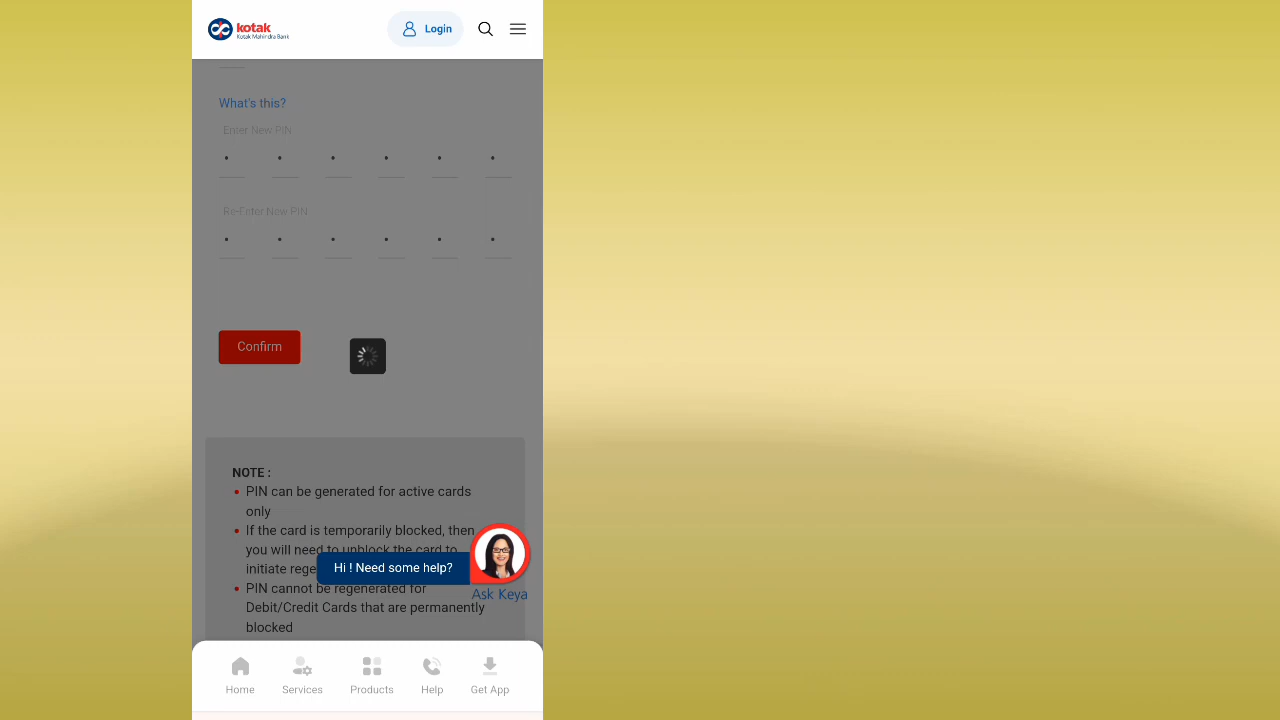 kotak
Kotak Mahindra Bank
Login
What's this?
Enter New PIN
• • • • • •
Re-Enter New PIN
• • • • • •
Confirm
NOTE :
• PIN can be generated for active cards
only
• If the card is temporarily blocked, then
you will need to unblock the card to
initiate
Hi ! Need some help?
Ask Keya
• PIN cannot be regenerated for
Debit/Credit Cards that are permanently
blocked
Home
Services
Products
Help
Get App